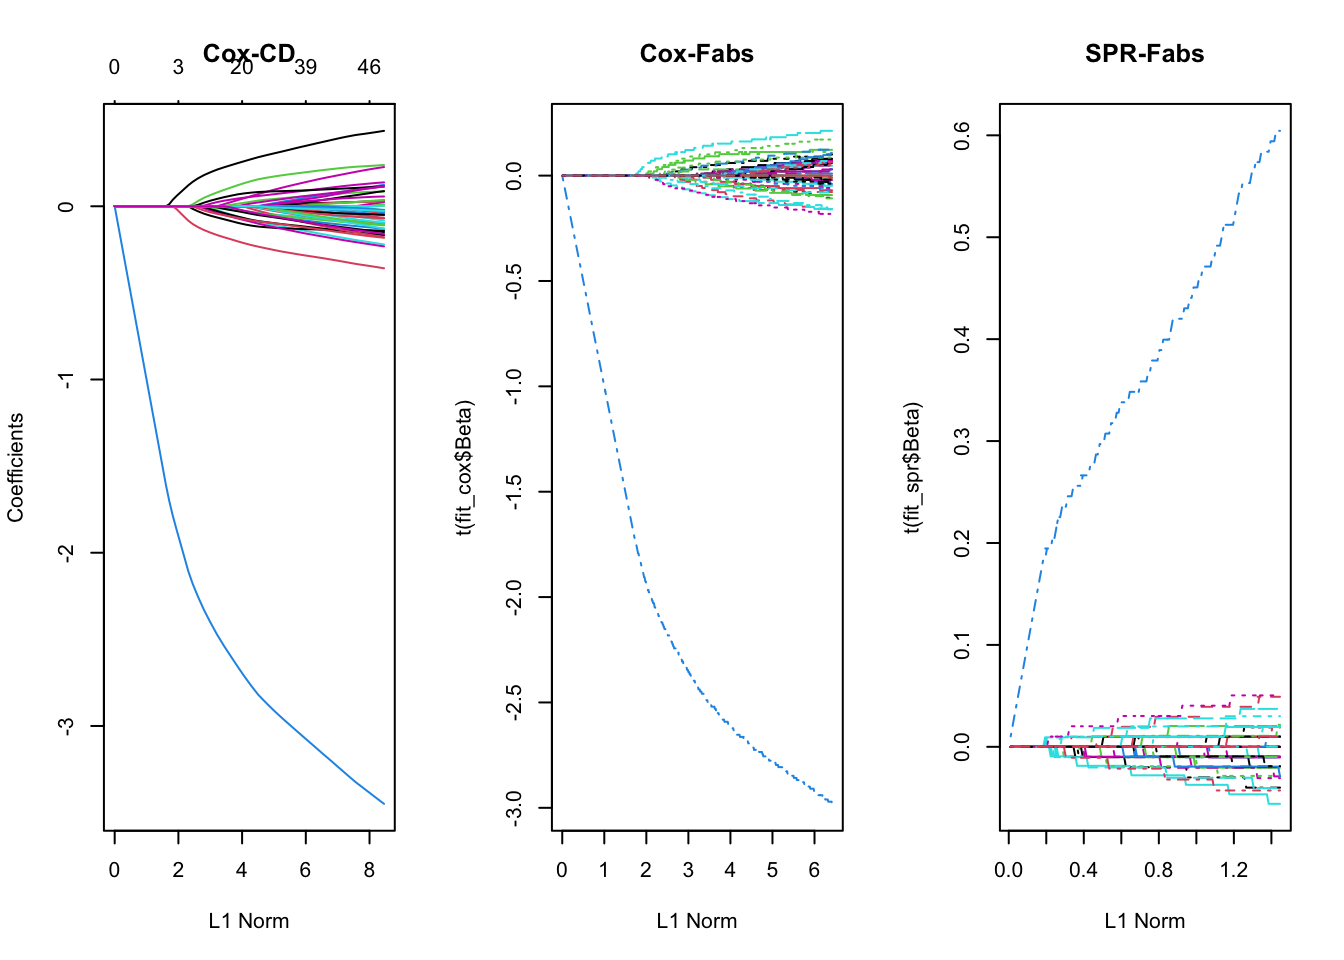 Cox-CD
0 3 20 39 46
Coefficients
0
-1
-2
-3
0 2 4 6 8
L1 Norm
Cox-Fabs
t(fit_cox$Beta)
0.0
-0.5
-1.0
-1.5
-2.0
-2.5
-3.0
0 1 2 3 4 5 6
L1 Norm
SPR-Fabs
t(fit_spr$Beta)
0.6
0.5
0.4
0.3
0.2
0.1
0.0
0.0 0.4 0.8 1.2
L1 Norm